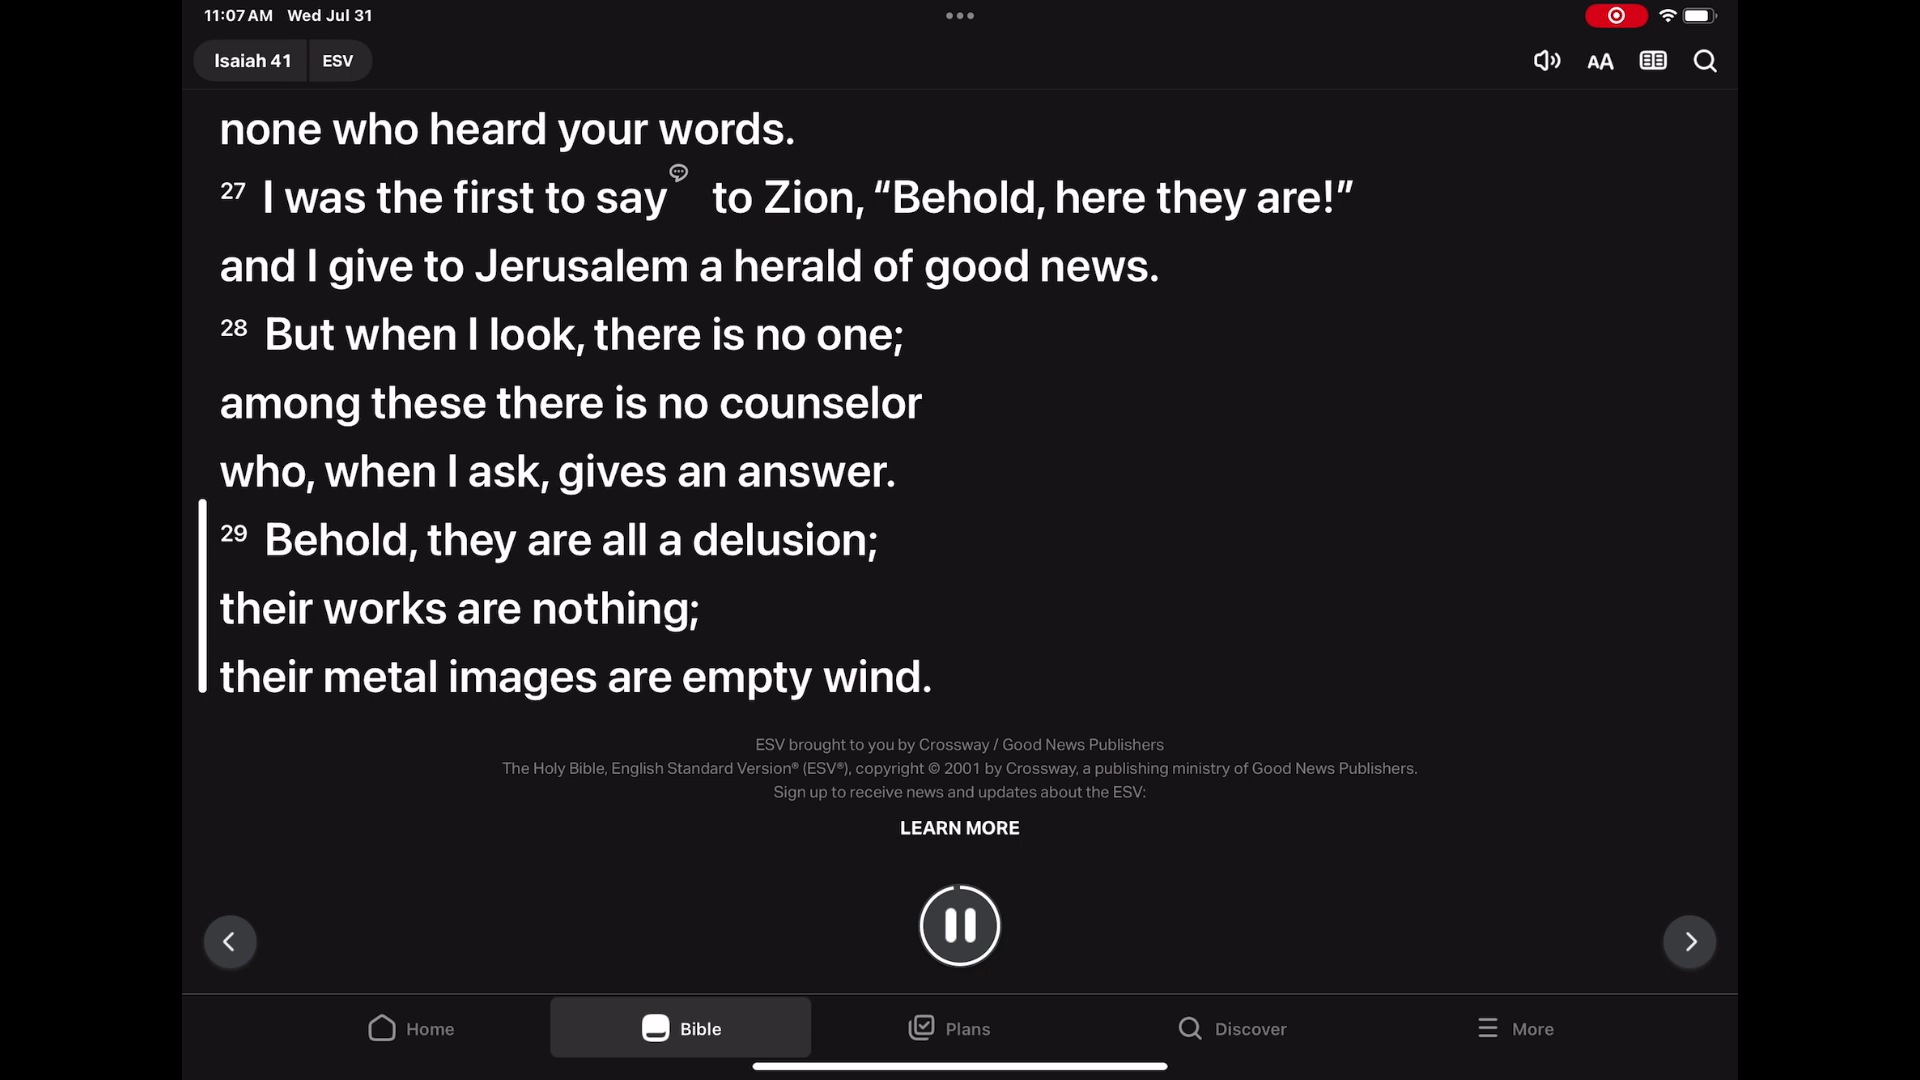 11:07 AM Wed Jul 31
Isaiah 41 ESV AA
none who heard your words.
27 I was the first to say to Zion, “Behold, here they are!”
and I give to Jerusalem a herald of good news.
28 But when I look, there is no one;
among these there is no counselor
who, when I ask, gives an answer.
29 Behold, they are all a delusion;
their works are nothing;
their metal images are empty wind.
ESV brought to you by Crossway / Good News Publishers
The Holy Bible, English Standard Version® (ESV®), copyright © 2001 by Crossway, a publishing ministry of Good News Publishers.
Sign up to receive news and updates about the ESV:
LEARN MORE
Home Bible Plans Discover More